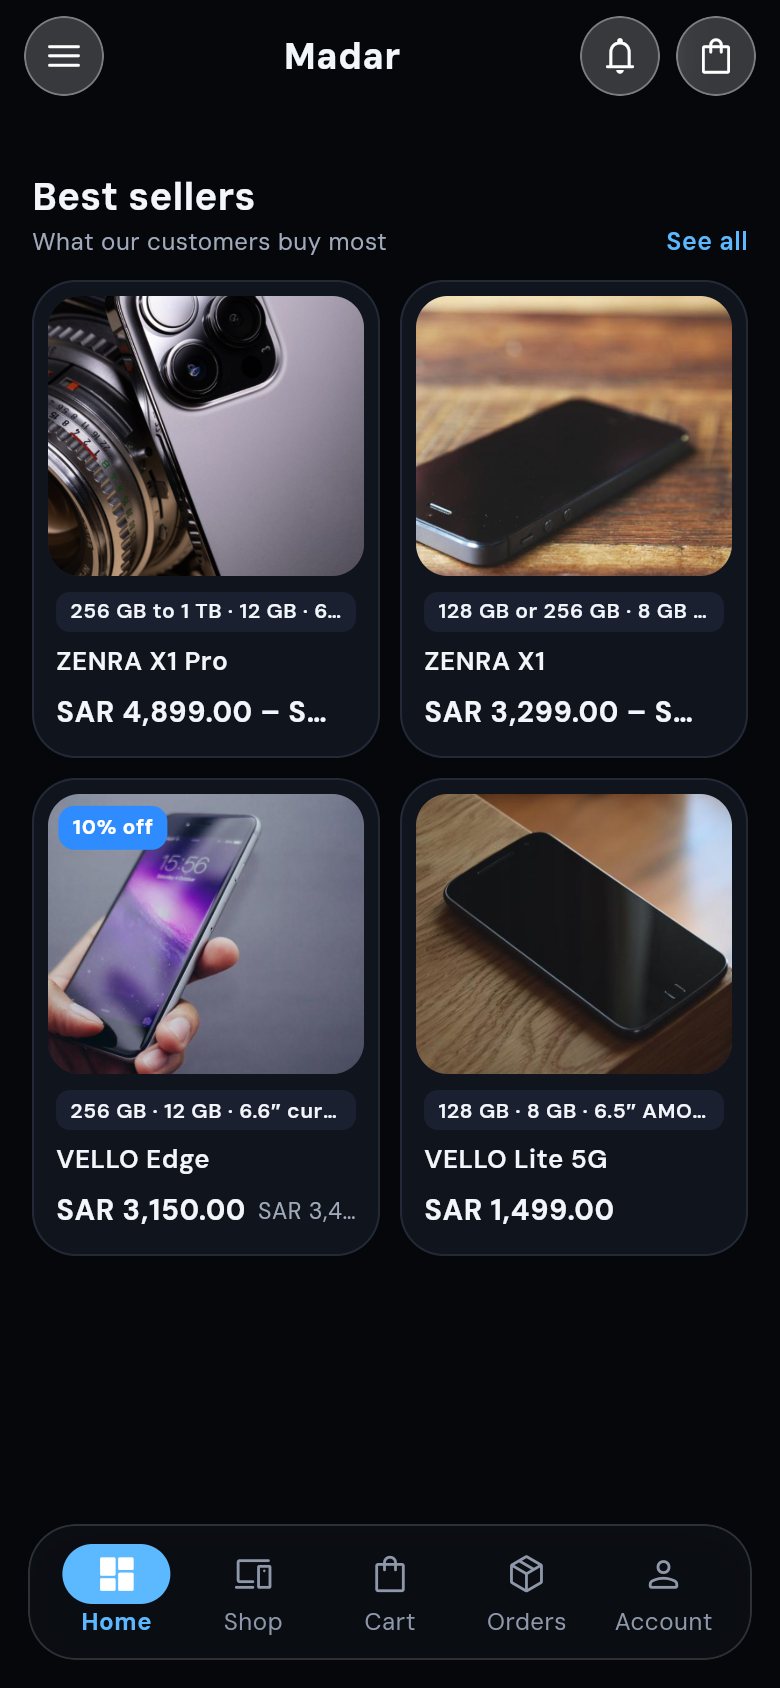 Madar
Best sellers
What our customers buy most
See all
256 GB to 1 TB · 12 GB · 6…
ZENRA X1 Pro
SAR 4,899.00 – S…
128 GB or 256 GB · 8 GB …
ZENRA X1
SAR 3,299.00 – S…
10% off
15:56
256 GB · 12 GB · 6.6″ cur…
VELLO Edge
SAR 3,150.00 SAR 3,4…
128 GB · 8 GB · 6.5″ AMO…
VELLO Lite 5G
SAR 1,499.00
Home
Shop
Cart
Orders
Account